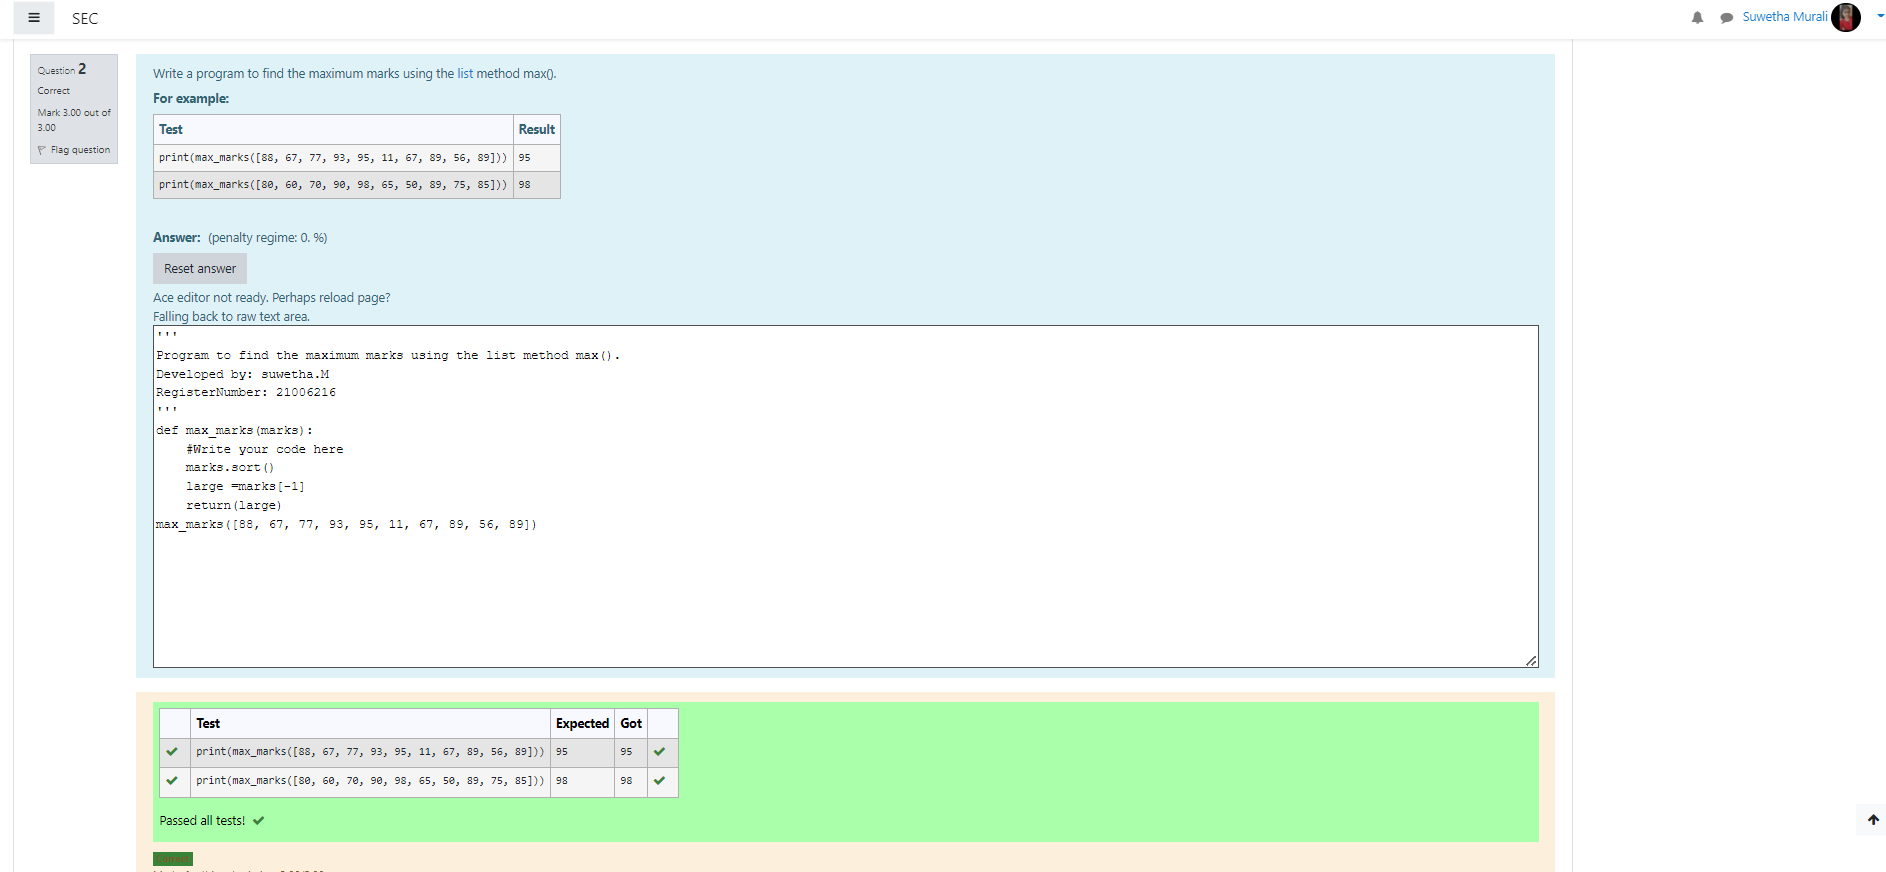 SEC
Suwetha Murali
Question 2
Correct
Mark 3.00 out of
3.00
Flag question
Write a program to find the maximum marks using the list method max().
For example:
Test Result
print(max_marks([88, 67, 77, 93, 95, 11, 67, 89, 56, 89])) 95
print(max_marks([80, 60, 70, 90, 98, 65, 50, 89, 75, 85])) 98
Answer: (penalty regime: 0. %)
Reset answer
Ace editor not ready. Perhaps reload page?
Falling back to raw text area.
'''
Program to find the maximum marks using the list method max().
Developed by: suwetha.M
RegisterNumber: 21006216
'''
def max_marks(marks):
    #Write your code here
    marks.sort()
    large =marks[-1]
    return(large)
max_marks([88, 67, 77, 93, 95, 11, 67, 89, 56, 89])
Test Expected Got
print(max_marks([88, 67, 77, 93, 95, 11, 67, 89, 56, 89])) 95 95
print(max_marks([80, 60, 70, 90, 98, 65, 50, 89, 75, 85])) 98 98
Passed all tests!